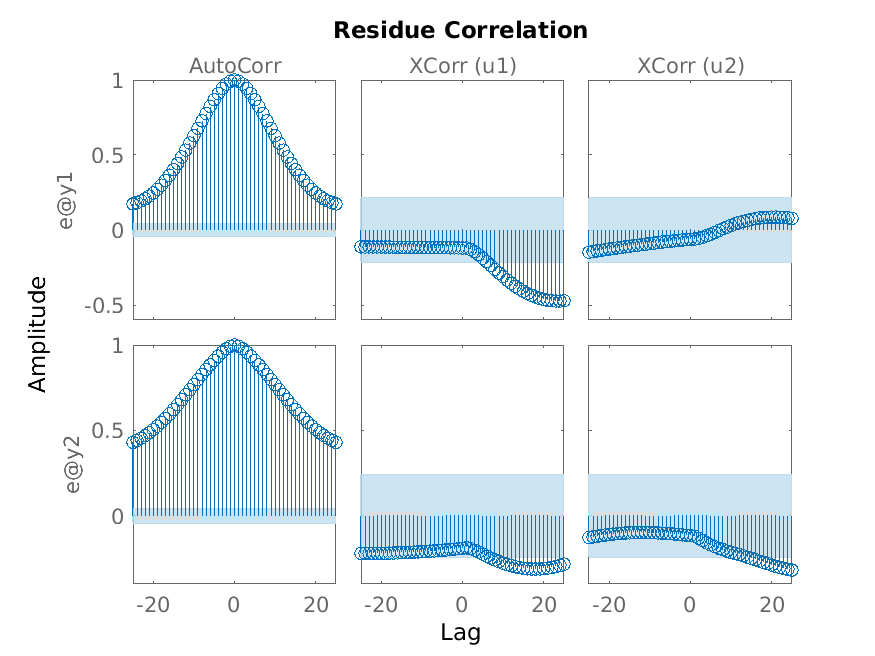 Residue Correlation
AutoCorr
XCorr (u1)
XCorr (u2)
e@y1
1
0.5
0
-0.5
Amplitude
e@y2
1
0.5
0
-20 0 20
-20 0 20
-20 0 20
Lag